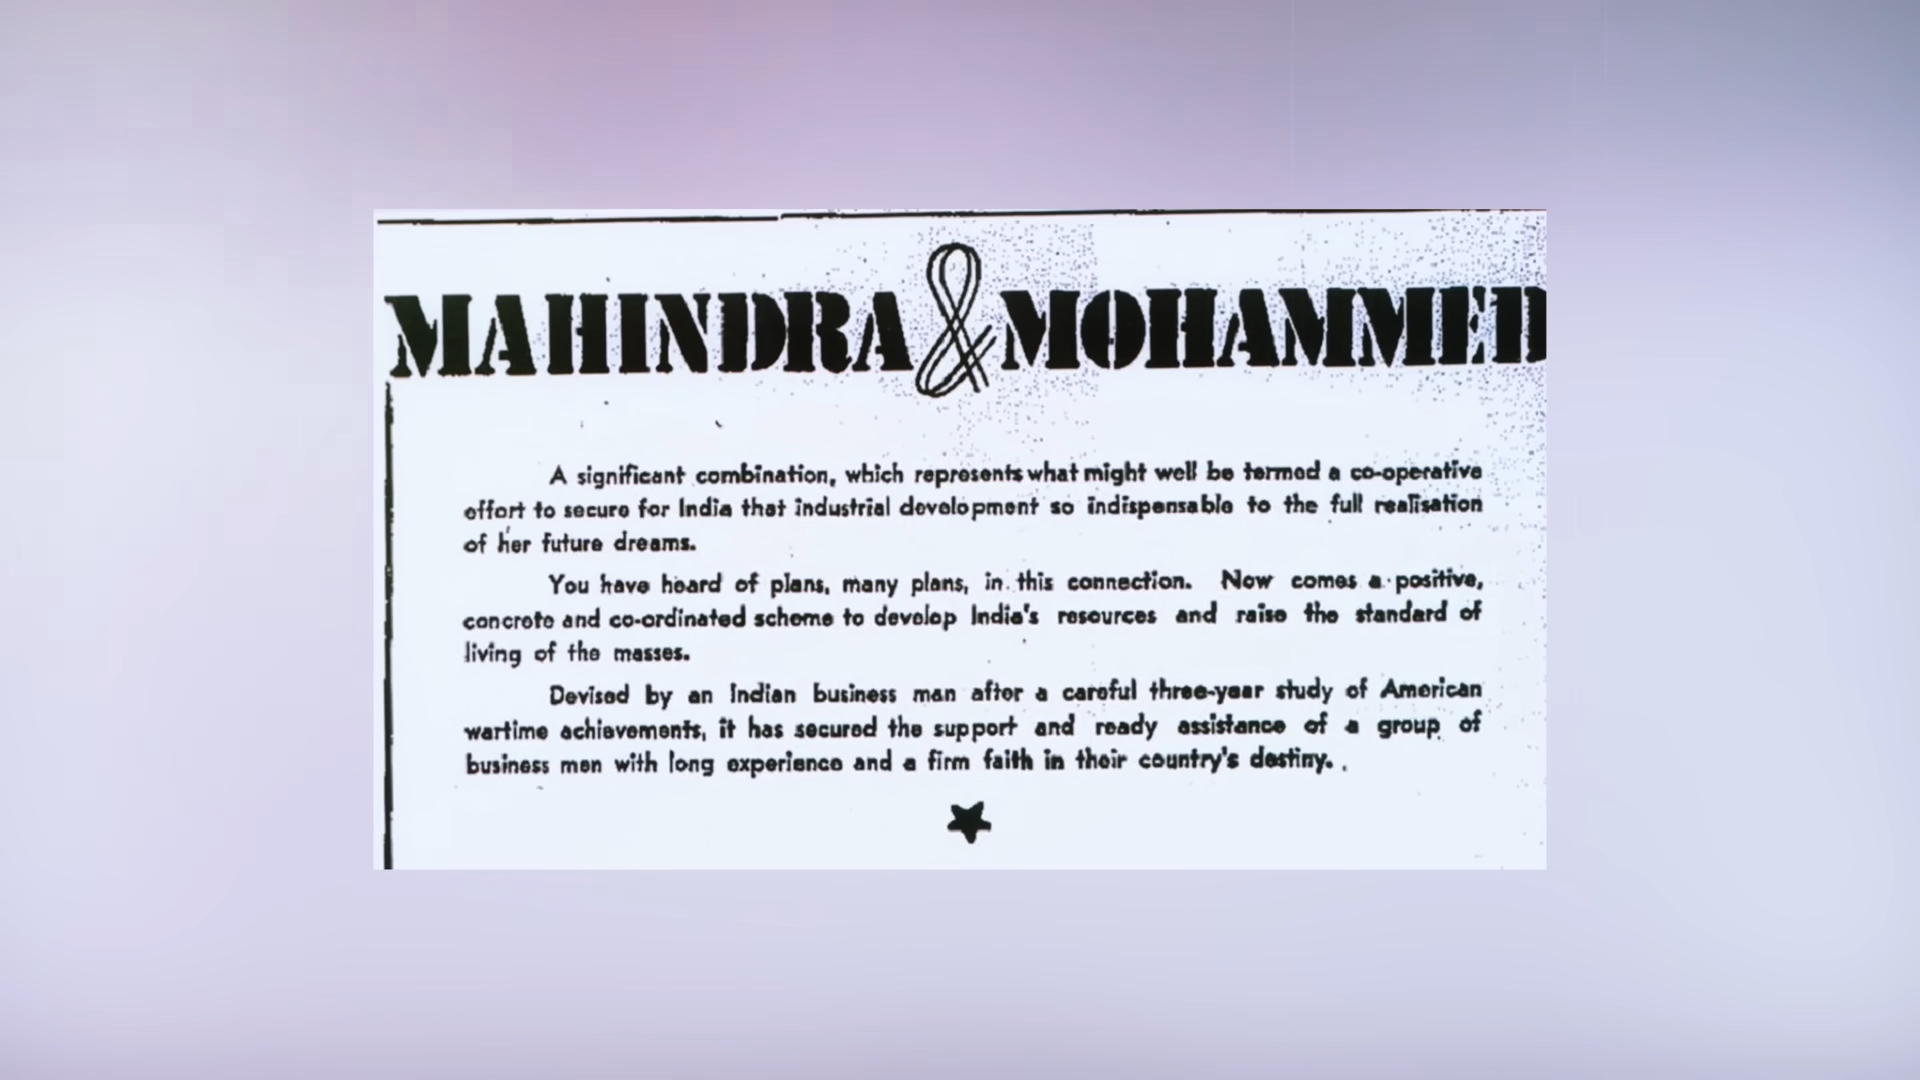 MAHINDRA & MOHAMMED
A significant combination, which represents what might well be termed a co-operative
effort to secure for India that industrial development so indispensable to the full realisation
of her future dreams.
You have heard of plans, many plans, in this connection. Now comes a positive,
concrete and co-ordinated scheme to develop India's resources and raise the standard of
living of the masses.
Devised by an Indian business man after a careful three-year study of American
wartime achievements, it has secured the support and ready assistance of a group of
business men with long experience and a firm faith in their country's destiny.